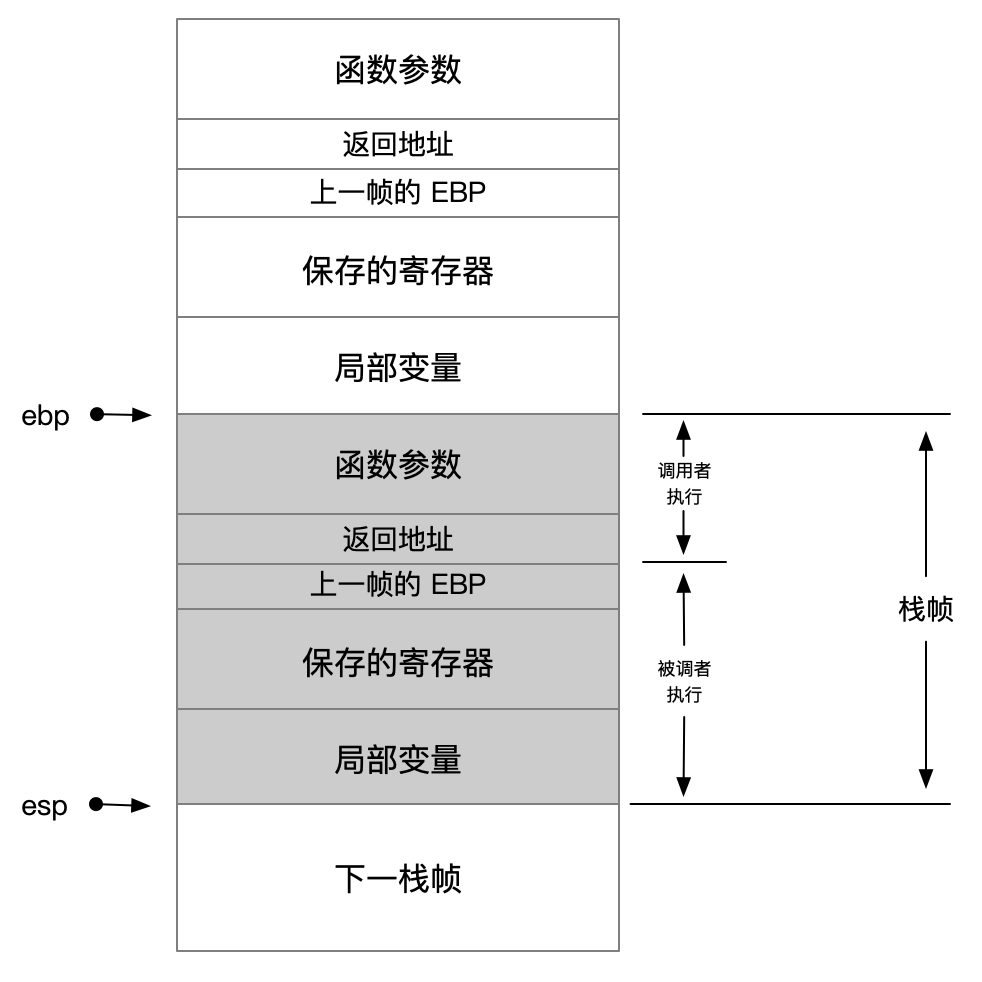 函数参数
返回地址
上一帧的 EBP
保存的寄存器
局部变量
ebp
函数参数
调用者
执行
返回地址
上一帧的 EBP
栈帧
保存的寄存器
被调者
执行
局部变量
esp
下一栈帧